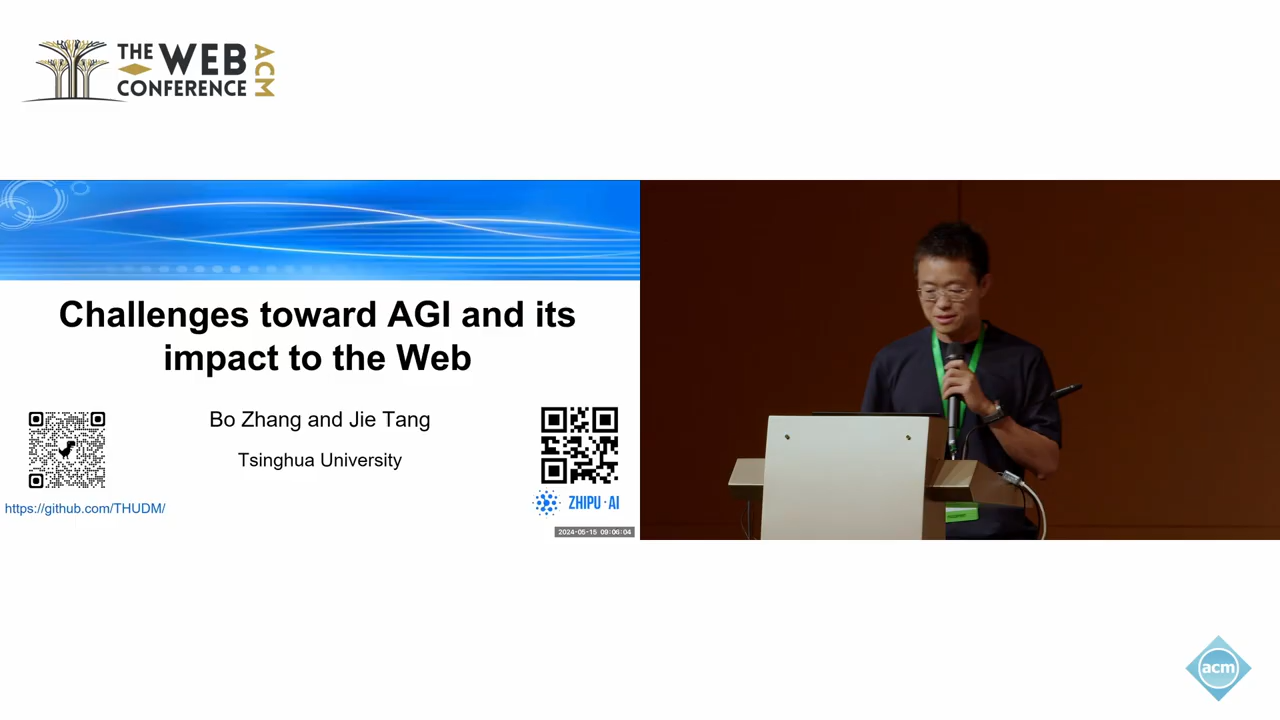 THE WEB
CONFERENCE
ACM
Challenges toward AGI and its
impact to the Web
Bo Zhang and Jie Tang
Tsinghua University
https://github.com/THUDM/
ZHIPU·AI
2024-05-15 09:06:04
acm